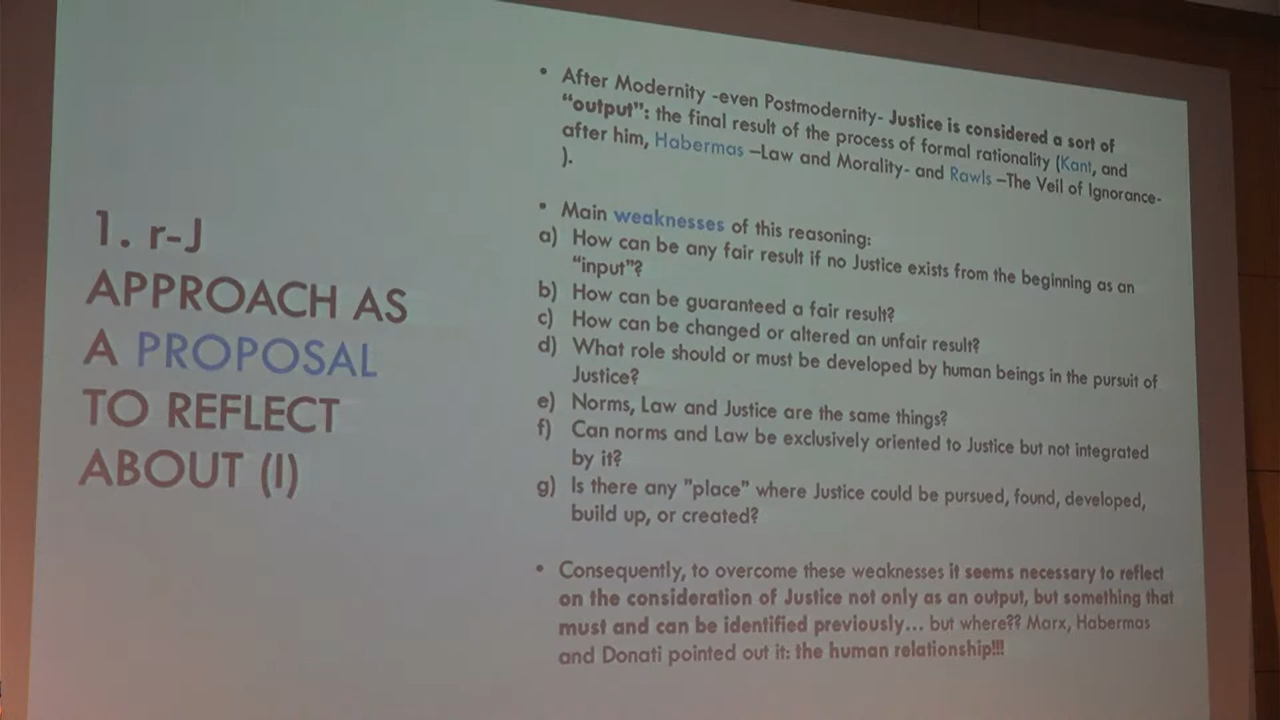 1. r-J
APPROACH AS
A PROPOSAL
TO REFLECT
ABOUT (I)
• After Modernity -even Postmodernity- Justice is considered a sort of
“output”: the final result of the process of formal rationality (Kant, and
after him, Habermas –Law and Morality- and Rawls –The Veil of Ignorance-
).
• Main weaknesses of this reasoning:
a) How can be any fair result if no Justice exists from the beginning as an
“input”?
b) How can be guaranteed a fair result?
c) How can be changed or altered an unfair result?
d) What role should or must be developed by human beings in the pursuit of
Justice?
e) Norms, Law and Justice are the same things?
f) Can norms and Law be exclusively oriented to Justice but not integrated
by it?
g) Is there any "place" where Justice could be pursued, found, developed,
build up, or created?
• Consequently, to overcome these weaknesses it seems necessary to reflect
on the consideration of Justice not only as an output, but something that
must and can be identified previously... but where?? Marx, Habermas
and Donati pointed out it: the human relationship!!!